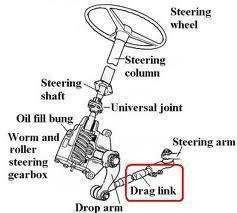 Steering
wheel
Steering
column
Steering
shaft
Universal joint
Oil fill bung
Worm and
roller
steering
gearbox
Steering arm
Drag link
Drop arm